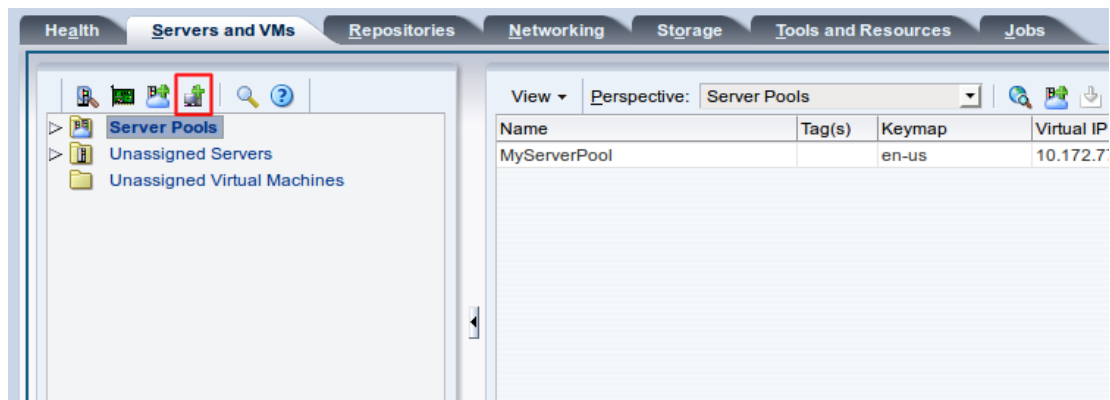 Health Servers and VMs Repositories Networking Storage Tools and Resources Jobs
View Perspective: Server Pools
Server Pools
Unassigned Servers
Unassigned Virtual Machines
Name Tag(s) Keymap Virtual IP
MyServerPool en-us 10.172.7